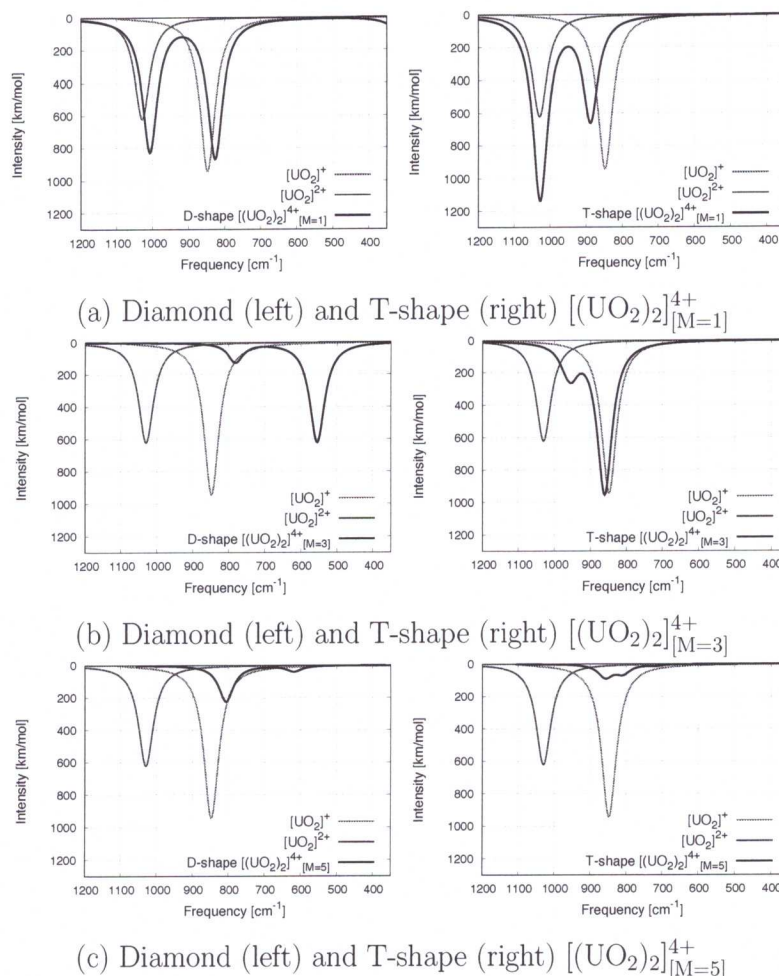 0
200
400
600
800
1000
1200
Intensity [km/mol]
[UO2]+
[UO2]2+
D-shape [(UO2)2]4+[M=1]
1200 1100 1000 900 800 700 600 500 400
Frequency [cm-1]
0
200
400
600
800
1000
1200
Intensity [km/mol]
[UO2]+
[UO2]2+
T-shape [(UO2)2]4+[M=1]
1200 1100 1000 900 800 700 600 500 400
Frequency [cm-1]
(a) Diamond (left) and T-shape (right) [(UO2)2]4+[M=1]
0
200
400
600
800
1000
1200
Intensity [km/mol]
[UO2]+
[UO2]2+
D-shape [(UO2)2]4+[M=3]
1200 1100 1000 900 800 700 600 500 400
Frequency [cm-1]
0
200
400
600
800
1000
1200
Intensity [km/mol]
[UO2]+
[UO2]2+
T-shape [(UO2)2]4+[M=3]
1200 1100 1000 900 800 700 600 500 400
Frequency [cm-1]
(b) Diamond (left) and T-shape (right) [(UO2)2]4+[M=3]
0
200
400
600
800
1000
1200
Intensity [km/mol]
[UO2]+
[UO2]2+
D-shape [(UO2)2]4+[M=5]
1200 1100 1000 900 800 700 600 500 400
Frequency [cm-1]
0
200
400
600
800
1000
1200
Intensity [km/mol]
[UO2]+
[UO2]2+
T-shape [(UO2)2]4+[M=5]
1200 1100 1000 900 800 700 600 500 400
Frequency [cm-1]
(c) Diamond (left) and T-shape (right) [(UO2)2]4+[M=5]